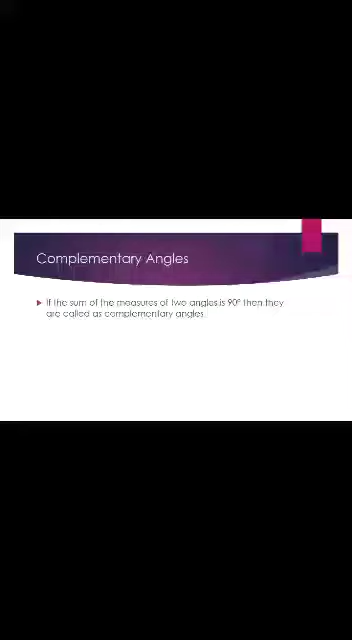 Complementary Angles
If the sum of the measures of two angles is 90° then they
are called as complementary angles